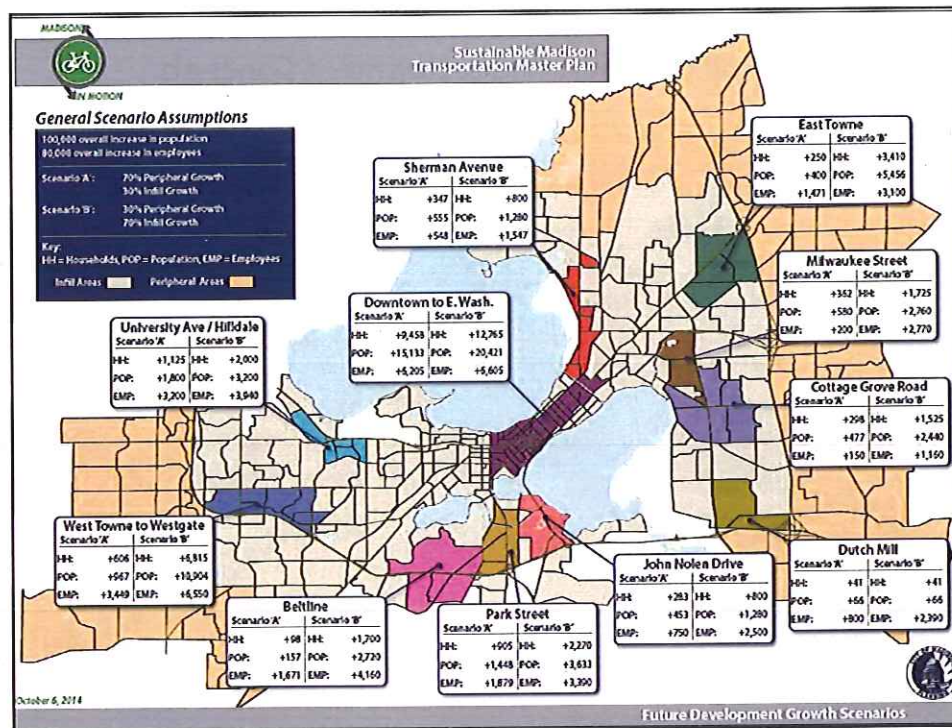 MADISON
IN MOTION
Sustainable Madison
Transportation Master Plan
General Scenario Assumptions
100,000 overall increase in population
80,000 overall increase in employees
Scenario 'A': 70% Peripheral Growth
30% Infill Growth
Scenario 'B': 30% Peripheral Growth
70% Infill Growth
Key:
HH = Households, POP = Population, EMP = Employees
Infill Areas Peripheral Areas
East Towne
Scenario 'A' Scenario 'B'
HH: +250 HH: +3,410
POP: +400 POP: +5,456
EMP: +1,471 EMP: +3,100
Sherman Avenue
Scenario 'A' Scenario 'B'
HH: +347 HH: +800
POP: +555 POP: +1,280
EMP: +548 EMP: +1,547
Milwaukee Street
Scenario 'A' Scenario 'B'
HH: +362 HH: +1,725
POP: +580 POP: +2,760
EMP: +200 EMP: +2,770
Downtown to E. Wash.
Scenario 'A' Scenario 'B'
HH: +9,458 HH: +12,765
POP: +15,133 POP: +20,421
EMP: +6,205 EMP: +6,605
University Ave / Hilldale
Scenario 'A' Scenario 'B'
HH: +1,125 HH: +2,000
POP: +1,800 POP: +3,200
EMP: +3,200 EMP: +3,940
Cottage Grove Road
Scenario 'A' Scenario 'B'
HH: +298 HH: +1,525
POP: +477 POP: +2,440
EMP: +150 EMP: +1,160
West Towne to Westgate
Scenario 'A' Scenario 'B'
HH: +606 HH: +6,815
POP: +967 POP: +10,904
EMP: +3,449 EMP: +6,550
Dutch Mill
Scenario 'A' Scenario 'B'
HH: +41 HH: +41
POP: +66 POP: +66
EMP: +800 EMP: +2,390
John Nolen Drive
Scenario 'A' Scenario 'B'
HH: +283 HH: +800
POP: +453 POP: +1,280
EMP: +750 EMP: +2,500
Beltline
Scenario 'A' Scenario 'B'
HH: +98 HH: +1,700
POP: +157 POP: +2,720
EMP: +1,671 EMP: +4,160
Park Street
Scenario 'A' Scenario 'B'
HH: +905 HH: +2,270
POP: +1,448 POP: +3,633
EMP: +1,879 EMP: +3,390
October 6, 2014
Future Development Growth Scenarios